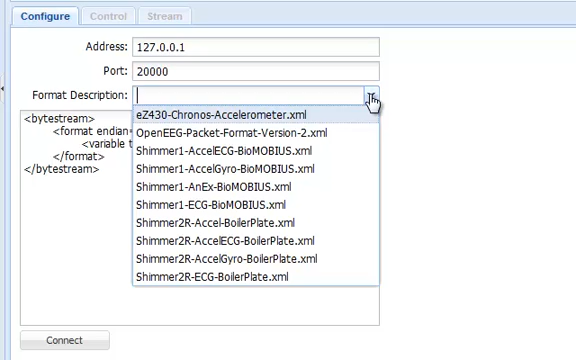 Configure Control Stream
Address: 127.0.0.1
Port: 20000
Format Description:
<bytestream>
<format endian
<variable t
</format>
</bytestream>
eZ430-Chronos-Accelerometer.xml
OpenEEG-Packet-Format-Version-2.xml
Shimmer1-AccelECG-BioMOBIUS.xml
Shimmer1-AccelGyro-BioMOBIUS.xml
Shimmer1-AnEx-BioMOBIUS.xml
Shimmer1-ECG-BioMOBIUS.xml
Shimmer2R-Accel-BoilerPlate.xml
Shimmer2R-AccelECG-BoilerPlate.xml
Shimmer2R-AccelGyro-BoilerPlate.xml
Shimmer2R-ECG-BoilerPlate.xml
Connect